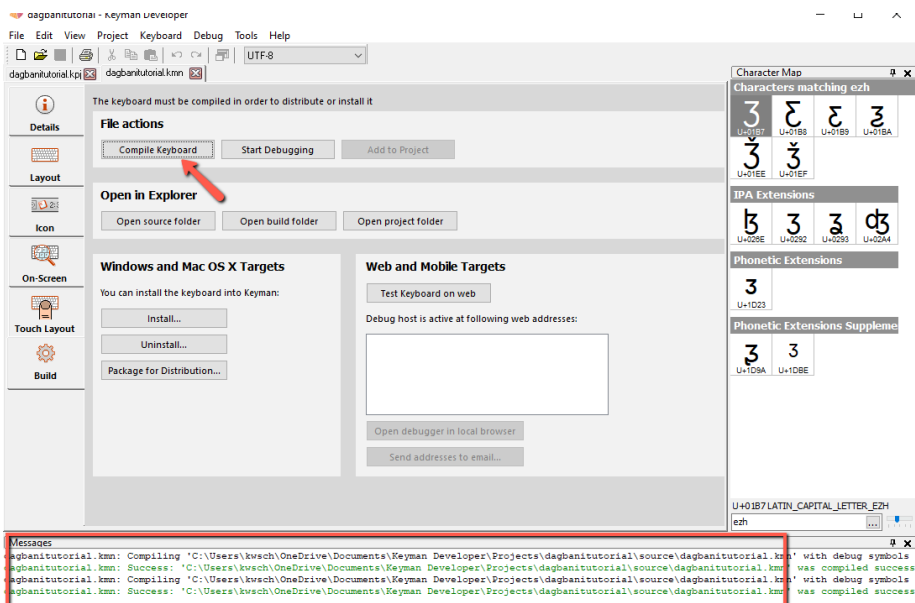 dagbanitutorial - Keyman Developer
File Edit View Project Keyboard Debug Tools Help
UTF-8
dagbanitutorial.kpj dagbanitutorial.kmn
Details
Layout
Icon
On-Screen
Touch Layout
Build
The keyboard must be compiled in order to distribute or install it
File actions
Compile Keyboard Start Debugging Add to Project
Open in Explorer
Open source folder Open build folder Open project folder
Windows and Mac OS X Targets
You can install the keyboard into Keyman:
Install...
Uninstall...
Package for Distribution...
Web and Mobile Targets
Test Keyboard on web
Debug host is active at following web addresses:
Open debugger in local browser
Send addresses to email...
Character Map
Characters matching ezh
Ʒ Ƹ ƹ ƺ
U+01B7 U+01B8 U+01B9 U+01BA
Ǯ ǯ
U+01EE U+01EF
IPA Extensions
ɮ ʒ ʓ ʤ
U+026E U+0292 U+0293 U+02A4
Phonetic Extensions
ᴣ
U+1D23
Phonetic Extensions Suppleme
ᶚ ᶾ
U+1D9A U+1DBE
U+01B7 LATIN_CAPITAL_LETTER_EZH
ezh ...
Messages
dagbanitutorial.kmn: Compiling 'C:\Users\kwsch\OneDrive\Documents\Keyman Developer\Projects\dagbanitutorial\source\dagbanitutorial.kmn' with debug symbols
dagbanitutorial.kmn: Success: 'C:\Users\kwsch\OneDrive\Documents\Keyman Developer\Projects\dagbanitutorial\source\dagbanitutorial.kmn' was compiled success
dagbanitutorial.kmn: Compiling 'C:\Users\kwsch\OneDrive\Documents\Keyman Developer\Projects\dagbanitutorial\source\dagbanitutorial.kmn' with debug symbols
dagbanitutorial.kmn: Success: 'C:\Users\kwsch\OneDrive\Documents\Keyman Developer\Projects\dagbanitutorial\source\dagbanitutorial.kmn' was compiled success